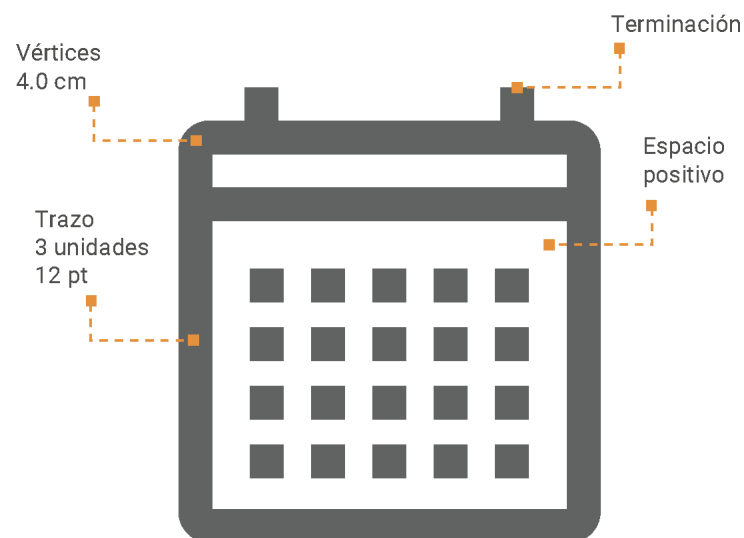 Terminación
Vértices
4.0 cm
Espacio
positivo
Trazo
3 unidades
12 pt